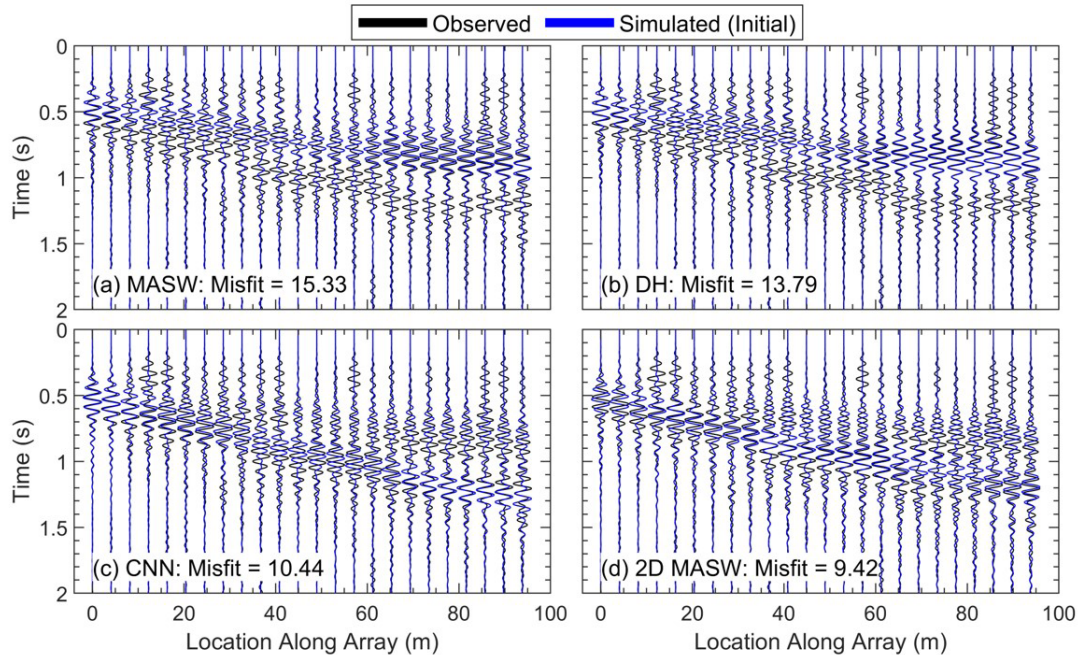 Observed Simulated (Initial)
0
0.5
1
1.5
2
Time (s)
(a) MASW: Misfit = 15.33
(b) DH: Misfit = 13.79
0
0.5
1
1.5
2
Time (s)
(c) CNN: Misfit = 10.44
(d) 2D MASW: Misfit = 9.42
0 20 40 60 80 100
0 20 40 60 80 100
Location Along Array (m)
Location Along Array (m)